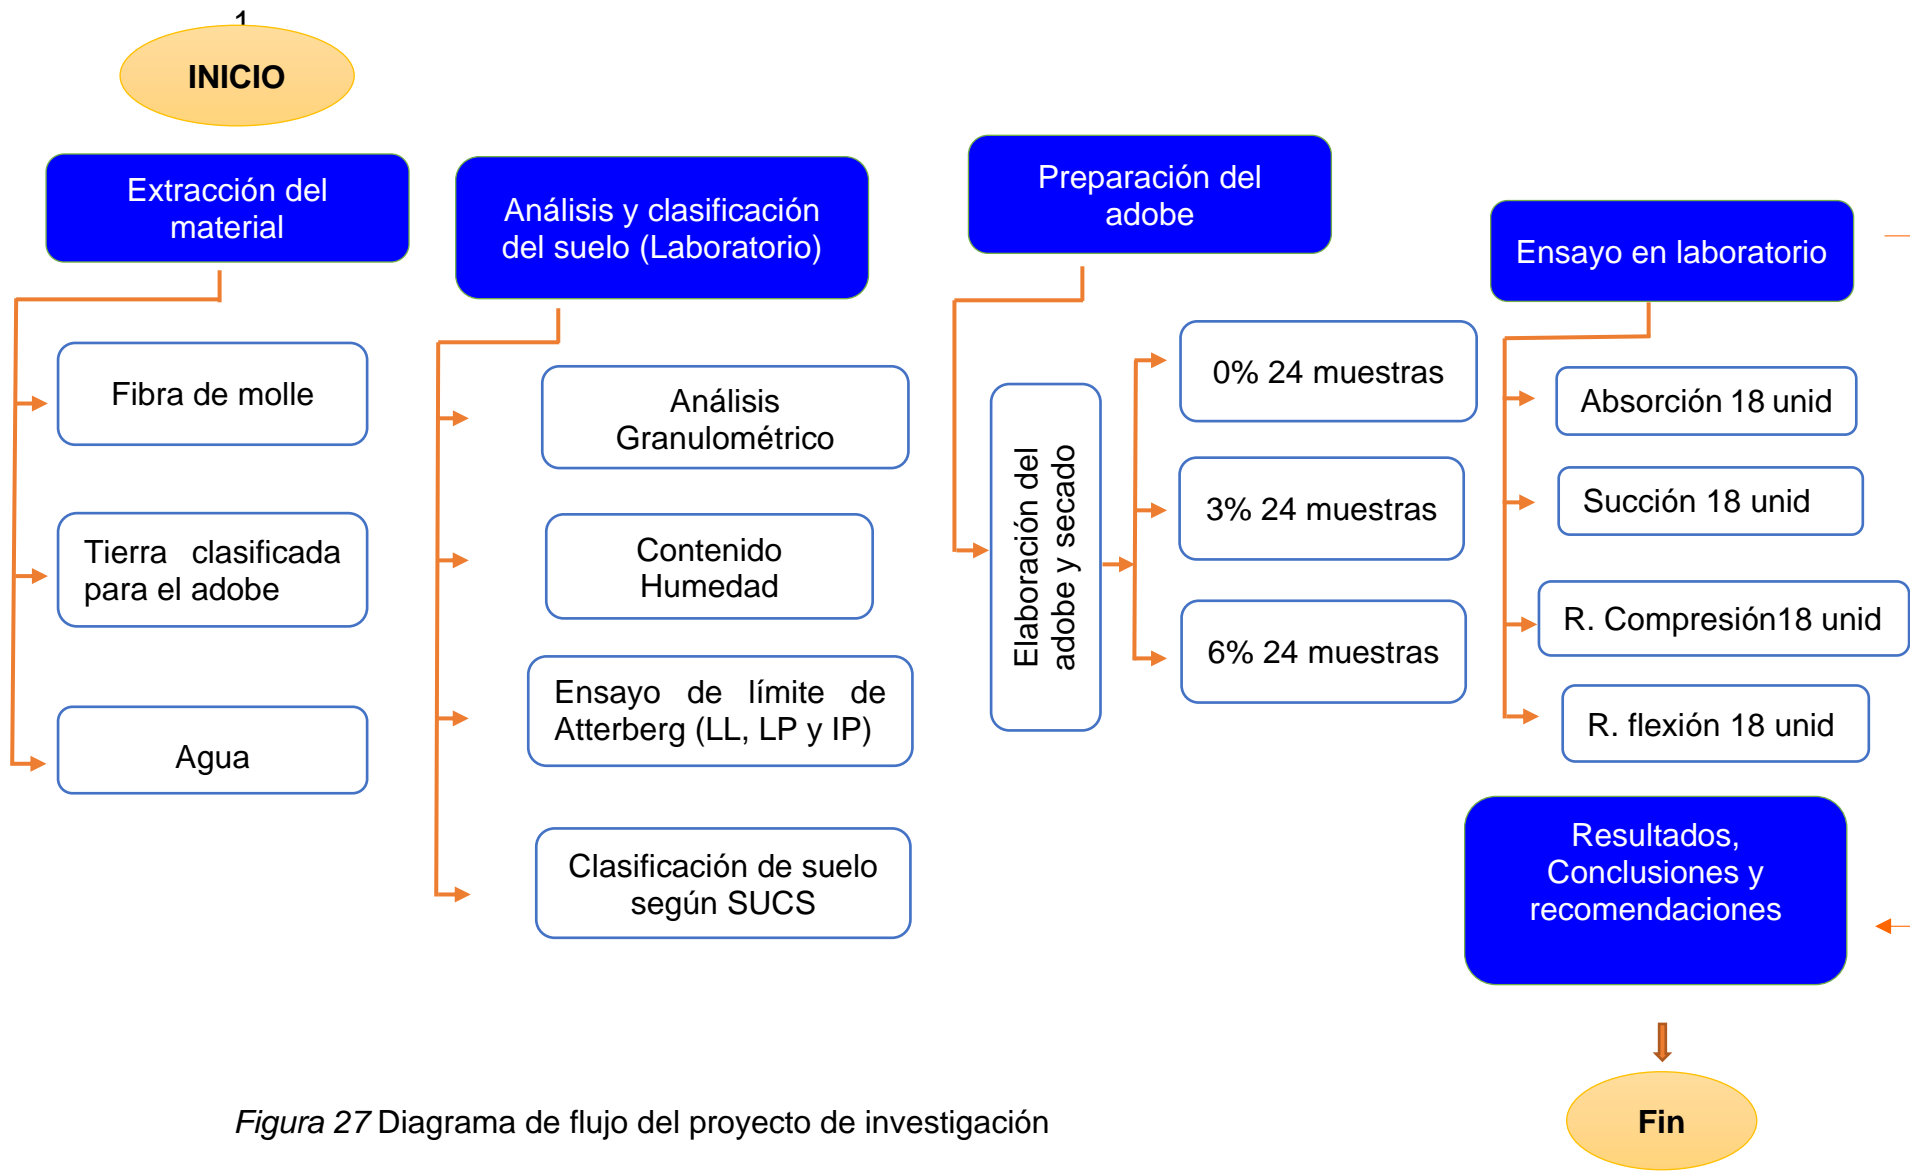 1
INICIO
Extracción del
material
Fibra de molle
Tierra clasificada
para el adobe
Agua
Análisis y clasificación
del suelo (Laboratorio)
Análisis
Granulométrico
Contenido
Humedad
Ensayo de límite de
Atterberg (LL, LP y IP)
Clasificación de suelo
según SUCS
Preparación del
adobe
Elaboración del
adobe y secado
0% 24 muestras
3% 24 muestras
6% 24 muestras
Ensayo en laboratorio
Absorción 18 unid
Succión 18 unid
R. Compresión18 unid
R. flexión 18 unid
Resultados,
Conclusiones y
recomendaciones
Fin
Figura 27 Diagrama de flujo del proyecto de investigación